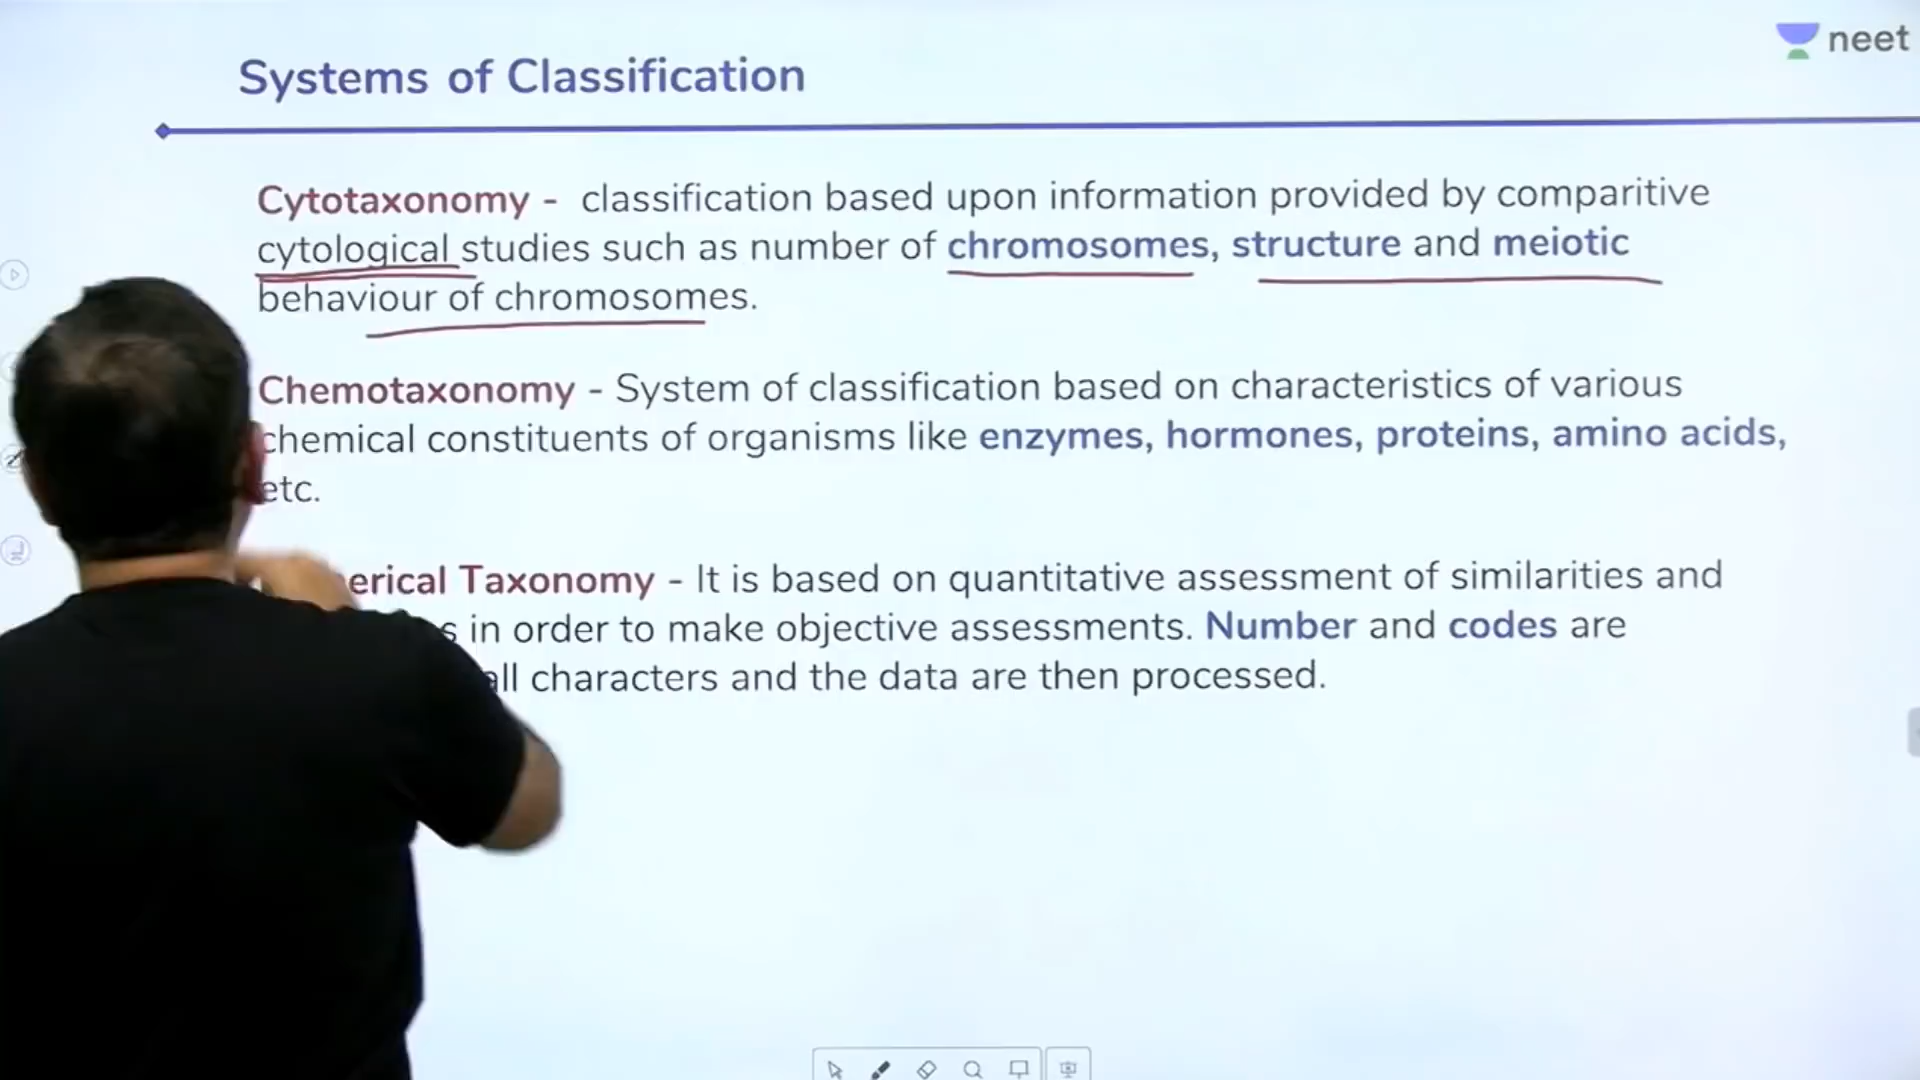 neet
Systems of Classification
Cytotaxonomy - classification based upon information provided by comparitive
cytological studies such as number of chromosomes, structure and meiotic
behaviour of chromosomes.
Chemotaxonomy - System of classification based on characteristics of various
chemical constituents of organisms like enzymes, hormones, proteins, amino acids,
etc.
erical Taxonomy - It is based on quantitative assessment of similarities and
s in order to make objective assessments. Number and codes are
all characters and the data are then processed.